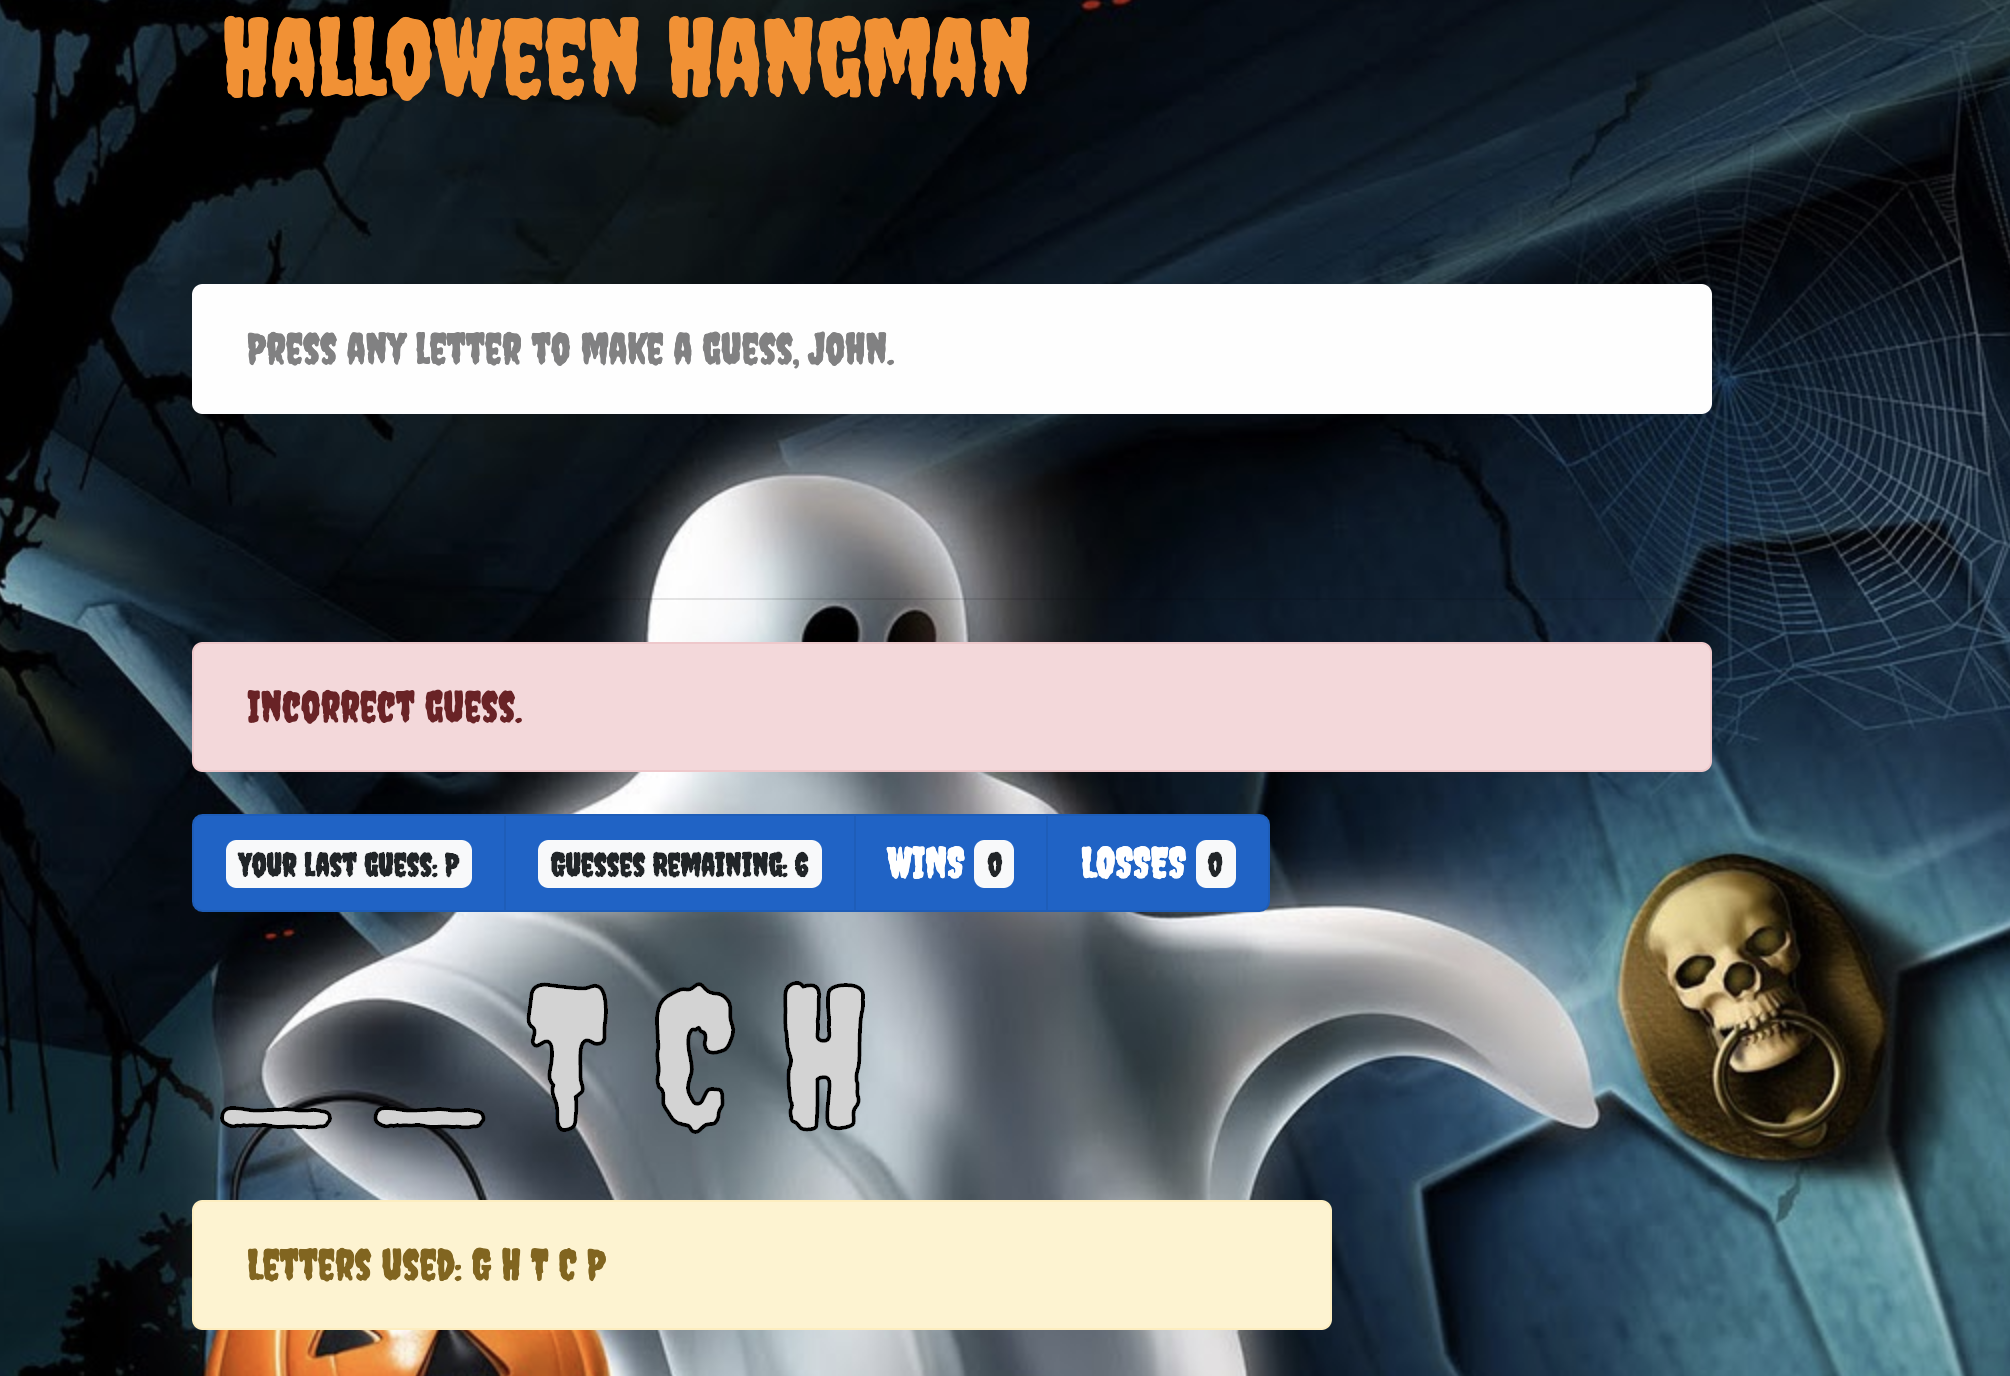 HALLOWEEN HANGMAN
PRESS ANY LETTER TO MAKE A GUESS, JOHN.
INCORRECT GUESS.
YOUR LAST GUESS: P GUESSES REMAINING: 6 WINS 0 LOSSES 0
_ _ T C H
LETTERS USED: G H T C P